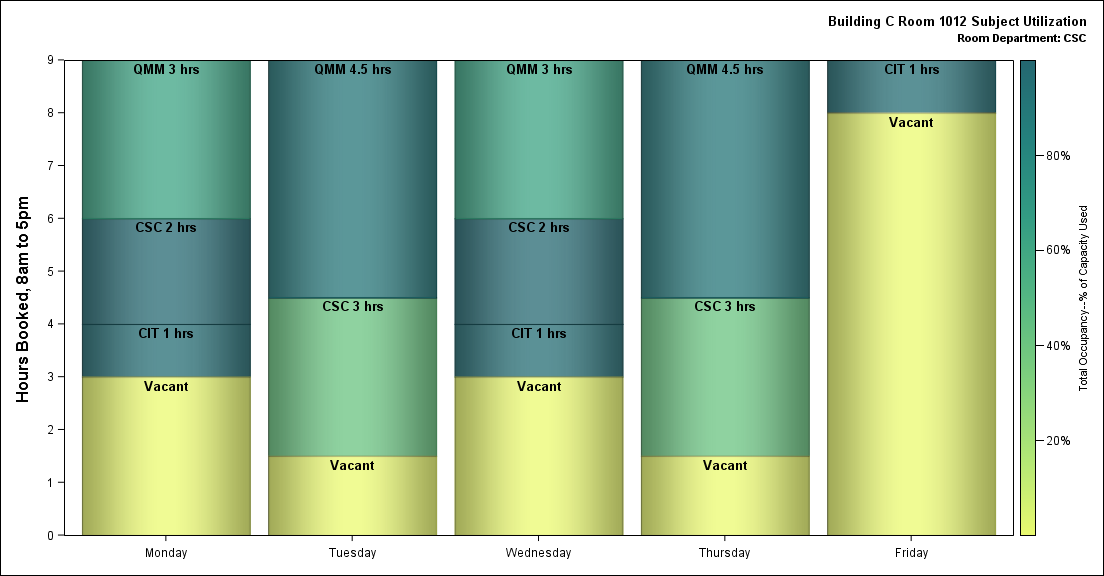 Building C Room 1012 Subject Utilization
Room Department: CSC
Hours Booked, 8am to 5pm
9
8
7
6
5
4
3
2
1
0
QMM 3 hrs
CSC 2 hrs
CIT 1 hrs
Vacant
QMM 4.5 hrs
CSC 3 hrs
Vacant
QMM 3 hrs
CSC 2 hrs
CIT 1 hrs
Vacant
QMM 4.5 hrs
CSC 3 hrs
Vacant
CIT 1 hrs
Vacant
Monday
Tuesday
Wednesday
Thursday
Friday
80%
60%
40%
20%
Total Occupancy--% of Capacity Used